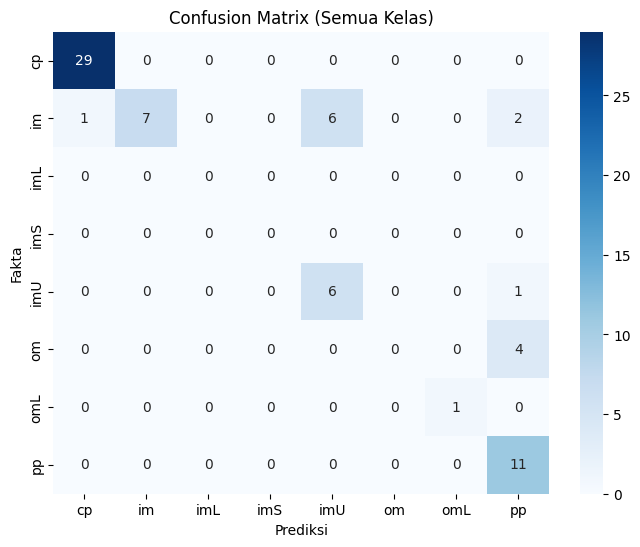 Confusion Matrix (Semua Kelas)
cp 29 0 0 0 0 0 0 0
im 1 7 0 0 6 0 0 2
imL 0 0 0 0 0 0 0 0
imS 0 0 0 0 0 0 0 0
imU 0 0 0 0 6 0 0 1
om 0 0 0 0 0 0 0 4
omL 0 0 0 0 0 0 1 0
pp 0 0 0 0 0 0 0 11
cp im imL imS imU om omL pp
Prediksi
Fakta
25
20
15
10
5
0